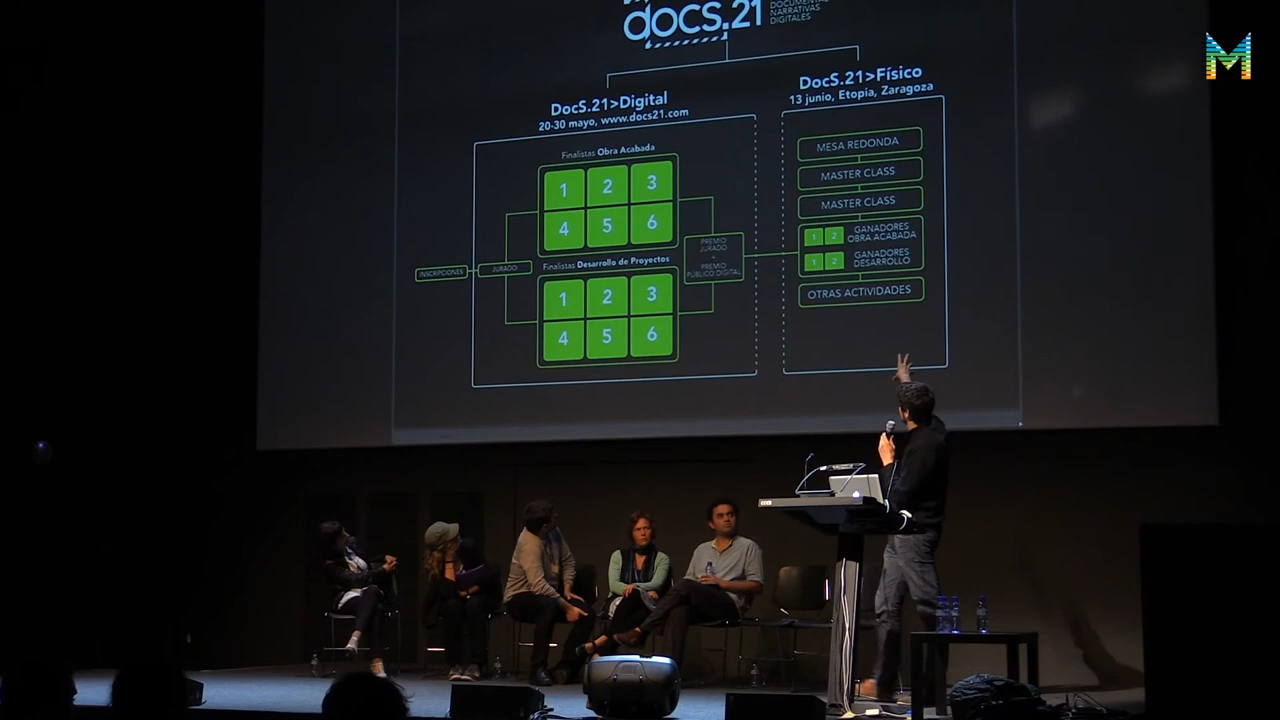 docs.21
DOCUMENTAL
NARRATIVAS
DIGITALES
DocS.21>Digital
20-30 mayo, www.docs21.com
Finalistas Obra Acabada
1 2 3
4 5 6
INSCRIPCIONES
JURADO
Finalistas Desarrollo de Proyectos
1 2 3
4 5 6
PREMIO
JURADO
+
PREMIO
PÚBLICO DIGITAL
DocS.21>Físico
13 junio, Etopia, Zaragoza
MESA REDONDA
MASTER CLASS
MASTER CLASS
1 2 GANADORES
OBRA ACABADA
1 2 GANADORES
DESARROLLO
OTRAS ACTIVIDADES
M